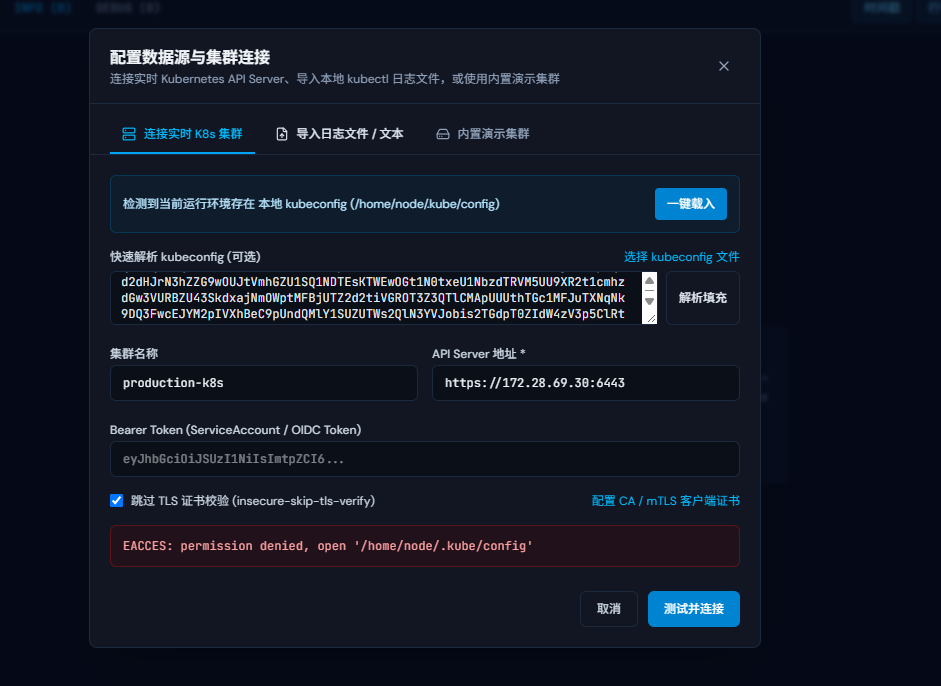 INFO (0) DEBUG (0)
时间戳
配置数据源与集群连接
连接实时 Kubernetes API Server、导入本地 kubectl 日志文件，或使用内置演示集群
连接实时 K8s 集群 导入日志文件 / 文本 内置演示集群
检测到当前运行环境存在 本地 kubeconfig (/home/node/.kube/config) 一键载入
快速解析 kubeconfig (可选) 选择 kubeconfig 文件
解析填充
集群名称 API Server 地址 *
production-k8s https://172.28.69.30:6443
Bearer Token (ServiceAccount / OIDC Token)
eyJhbGciOiJSUzI1NiIsImtpZCI6...
跳过 TLS 证书校验 (insecure-skip-tls-verify) 配置 CA / mTLS 客户端证书
EACCES: permission denied, open '/home/node/.kube/config'
取消 测试并连接